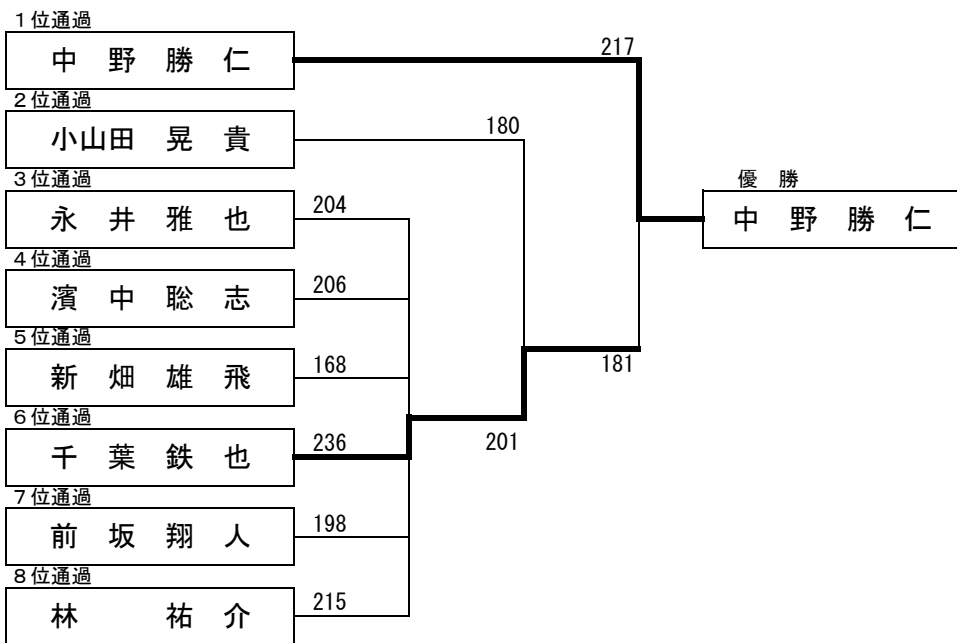 1位通過
中野勝仁
217
2位通過
小山田晃貴
180
3位通過
永井雅也
204
優勝
中野勝仁
4位通過
濱中聡志
206
5位通過
新畑雄飛
168
181
6位通過
千葉鉄也
236
201
7位通過
前坂翔人
198
8位通過
林祐介
215